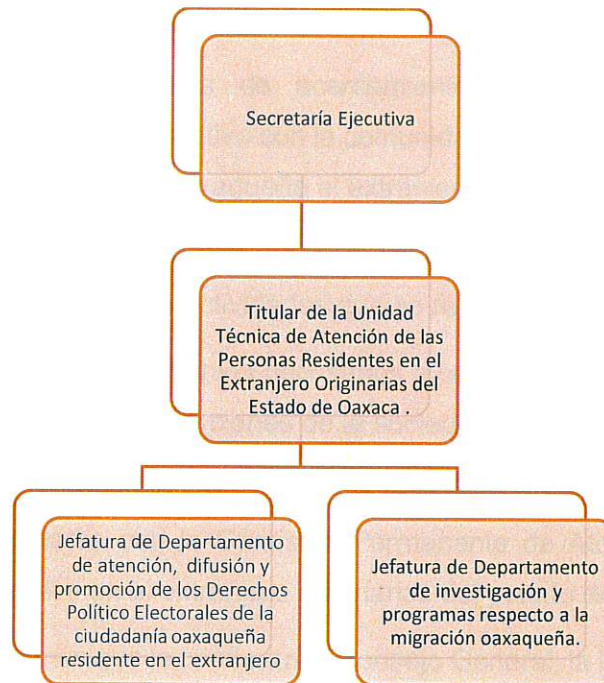 Secretaría Ejecutiva
Titular de la Unidad
Técnica de Atención de las
Personas Residentes en el
Extranjero Originarias del
Estado de Oaxaca .
Jefatura de Departamento
de atención, difusión y
promoción de los Derechos
Político Electorales de la
ciudadanía oaxaqueña
residente en el extranjero
Jefatura de Departamento
de investigación y
programas respecto a la
migración oaxaqueña.